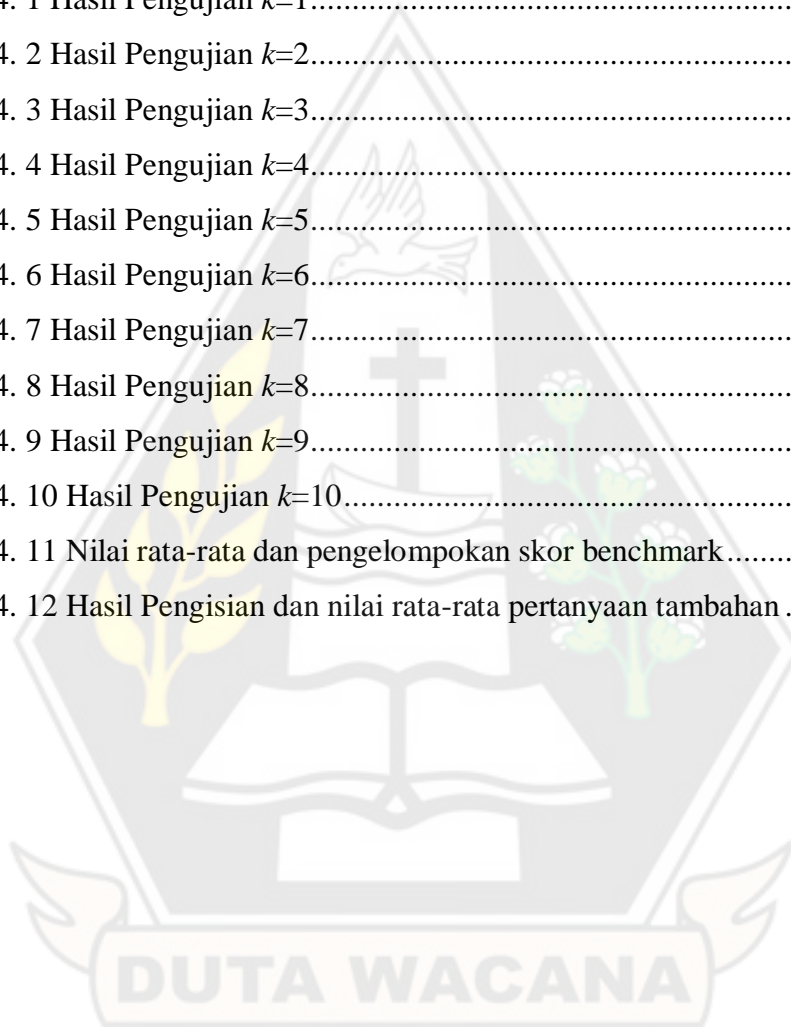 4. 1 Hasil Pengujian k=1........................................................
4. 2 Hasil Pengujian k=2........................................................
4. 3 Hasil Pengujian k=3........................................................
4. 4 Hasil Pengujian k=4........................................................
4. 5 Hasil Pengujian k=5........................................................
4. 6 Hasil Pengujian k=6........................................................
4. 7 Hasil Pengujian k=7........................................................
4. 8 Hasil Pengujian k=8........................................................
4. 9 Hasil Pengujian k=9........................................................
4. 10 Hasil Pengujian k=10....................................................
4. 11 Nilai rata-rata dan pengelompokan skor benchmark........
4. 12 Hasil Pengisian dan nilai rata-rata pertanyaan tambahan .
DUTA WACANA